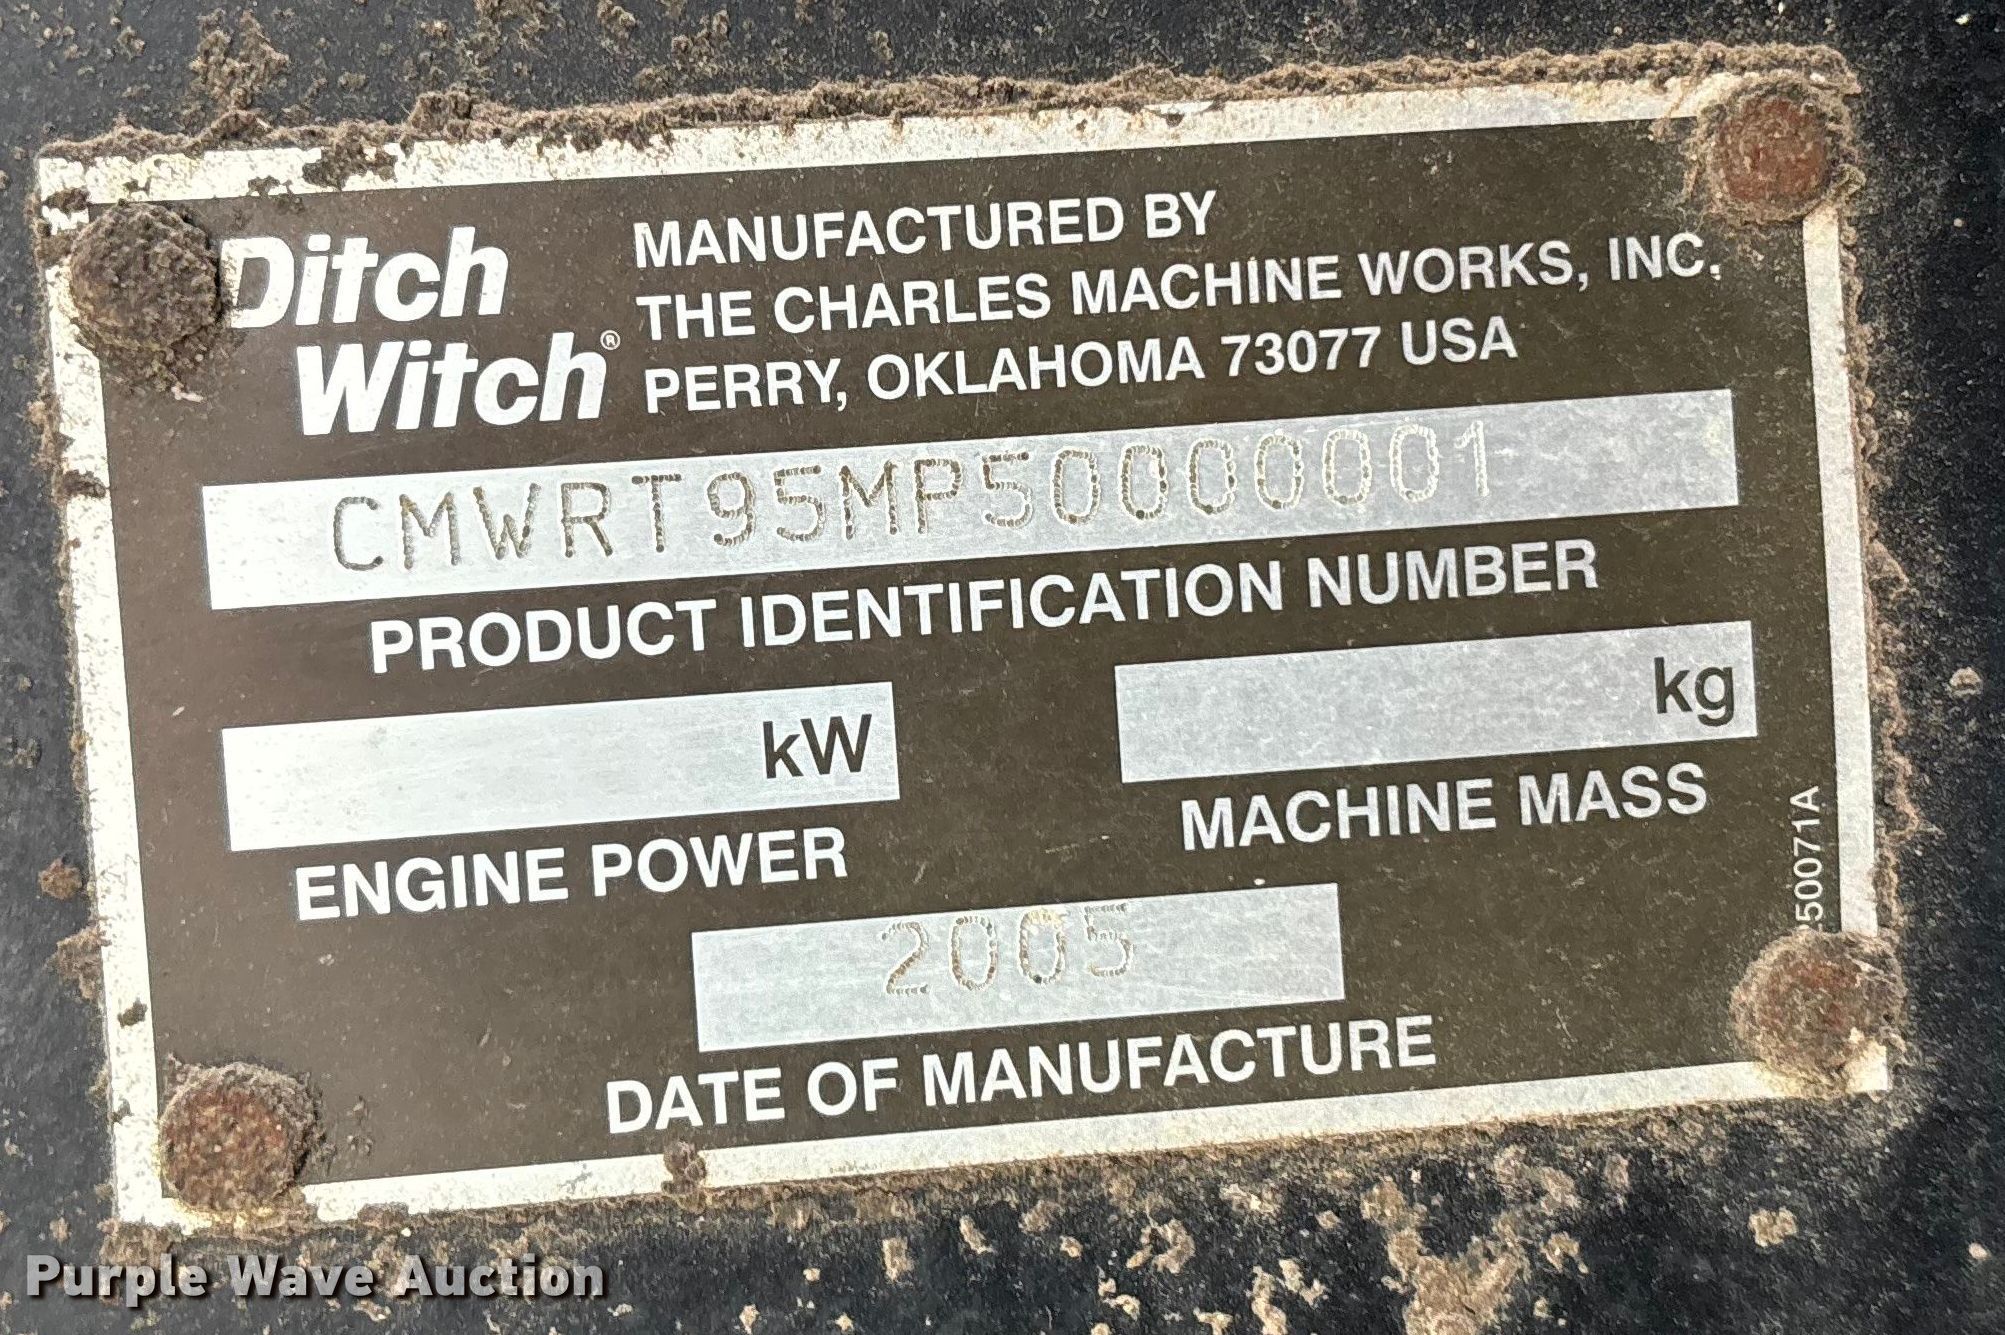 Ditch
Witch®
MANUFACTURED BY
THE CHARLES MACHINE WORKS, INC.
PERRY, OKLAHOMA 73077 USA
CMWRT95MP50000001
PRODUCT IDENTIFICATION NUMBER
kW
ENGINE POWER
kg
MACHINE MASS
2005
DATE OF MANUFACTURE
50071A
Purple Wave Auction